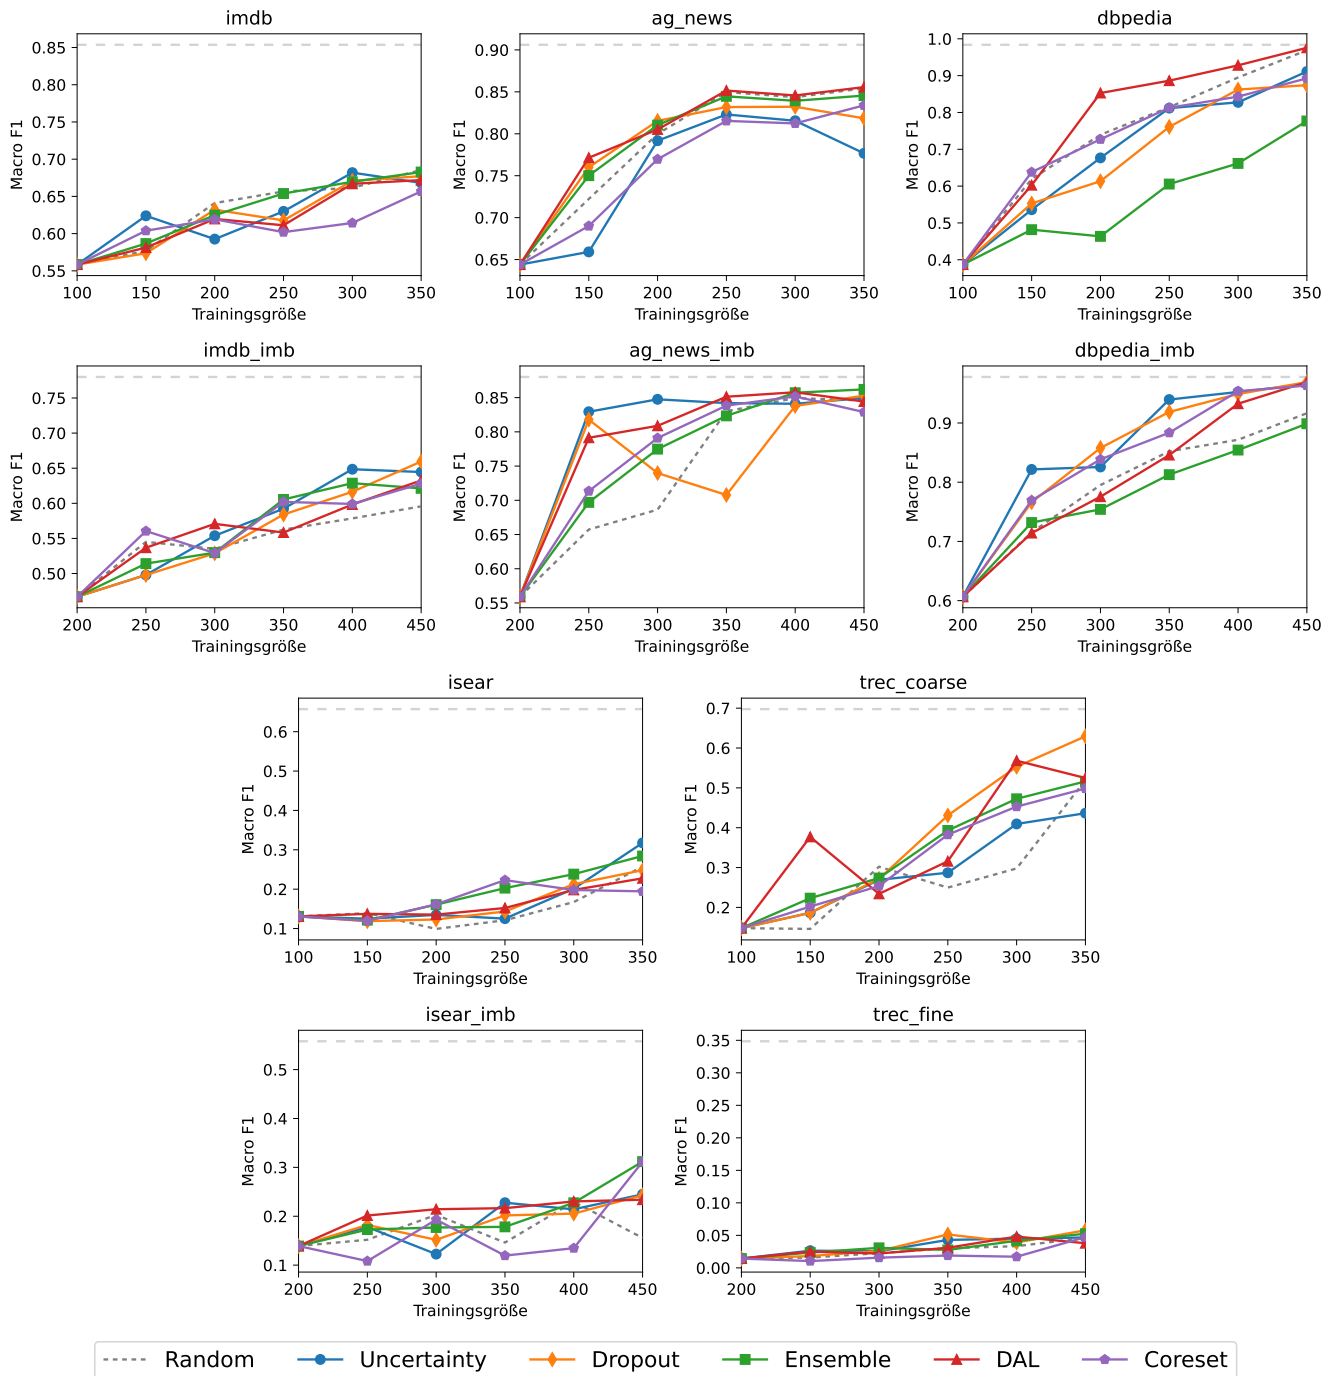 imdb
ag_news
dbpedia
Macro F1
0.85
0.80
0.75
0.70
0.65
0.60
0.55
100 150 200 250 300 350
Trainingsgröße
Macro F1
0.90
0.85
0.80
0.75
0.70
0.65
100 150 200 250 300 350
Trainingsgröße
Macro F1
1.0
0.9
0.8
0.7
0.6
0.5
0.4
100 150 200 250 300 350
Trainingsgröße
imdb_imb
ag_news_imb
dbpedia_imb
Macro F1
0.75
0.70
0.65
0.60
0.55
0.50
200 250 300 350 400 450
Trainingsgröße
Macro F1
0.85
0.80
0.75
0.70
0.65
0.60
0.55
200 250 300 350 400 450
Trainingsgröße
Macro F1
0.9
0.8
0.7
0.6
200 250 300 350 400 450
Trainingsgröße
isear
trec_coarse
Macro F1
0.6
0.5
0.4
0.3
0.2
0.1
100 150 200 250 300 350
Trainingsgröße
Macro F1
0.7
0.6
0.5
0.4
0.3
0.2
100 150 200 250 300 350
Trainingsgröße
isear_imb
trec_fine
Macro F1
0.5
0.4
0.3
0.2
0.1
200 250 300 350 400 450
Trainingsgröße
Macro F1
0.35
0.30
0.25
0.20
0.15
0.10
0.05
0.00
200 250 300 350 400 450
Trainingsgröße
Random Uncertainty Dropout Ensemble DAL Coreset